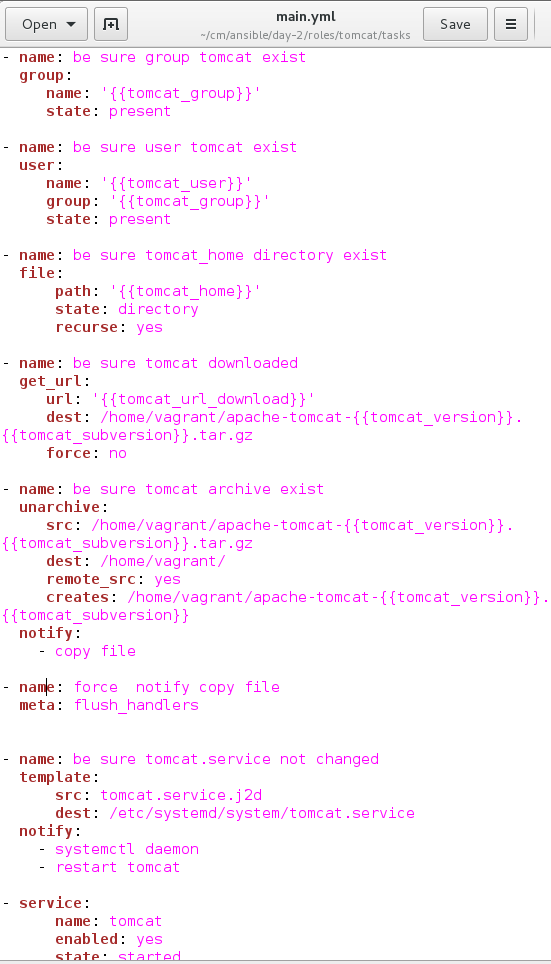 Open
main.yml
~/cm/ansible/day-2/roles/tomcat/tasks
Save
- name: be sure group tomcat exist
  group:
     name: '{{tomcat_group}}'
     state: present

- name: be sure user tomcat exist
  user:
     name: '{{tomcat_user}}'
     group: '{{tomcat_group}}'
     state: present

- name: be sure tomcat_home directory exist
  file:
      path: '{{tomcat_home}}'
      state: directory
      recurse: yes

- name: be sure tomcat downloaded
  get_url:
     url: '{{tomcat_url_download}}'
     dest: /home/vagrant/apache-tomcat-{{tomcat_version}}.
{{tomcat_subversion}}.tar.gz
     force: no

- name: be sure tomcat archive exist
  unarchive:
     src: /home/vagrant/apache-tomcat-{{tomcat_version}}.
{{tomcat_subversion}}.tar.gz
     dest: /home/vagrant/
     remote_src: yes
     creates: /home/vagrant/apache-tomcat-{{tomcat_version}}.
{{tomcat_subversion}}
  notify:
    - copy file

- name: force  notify copy file
  meta: flush_handlers


- name: be sure tomcat.service not changed
  template:
      src: tomcat.service.j2d
      dest: /etc/systemd/system/tomcat.service
  notify:
    - systemctl daemon
    - restart tomcat

- service:
      name: tomcat
      enabled: yes
      state: started